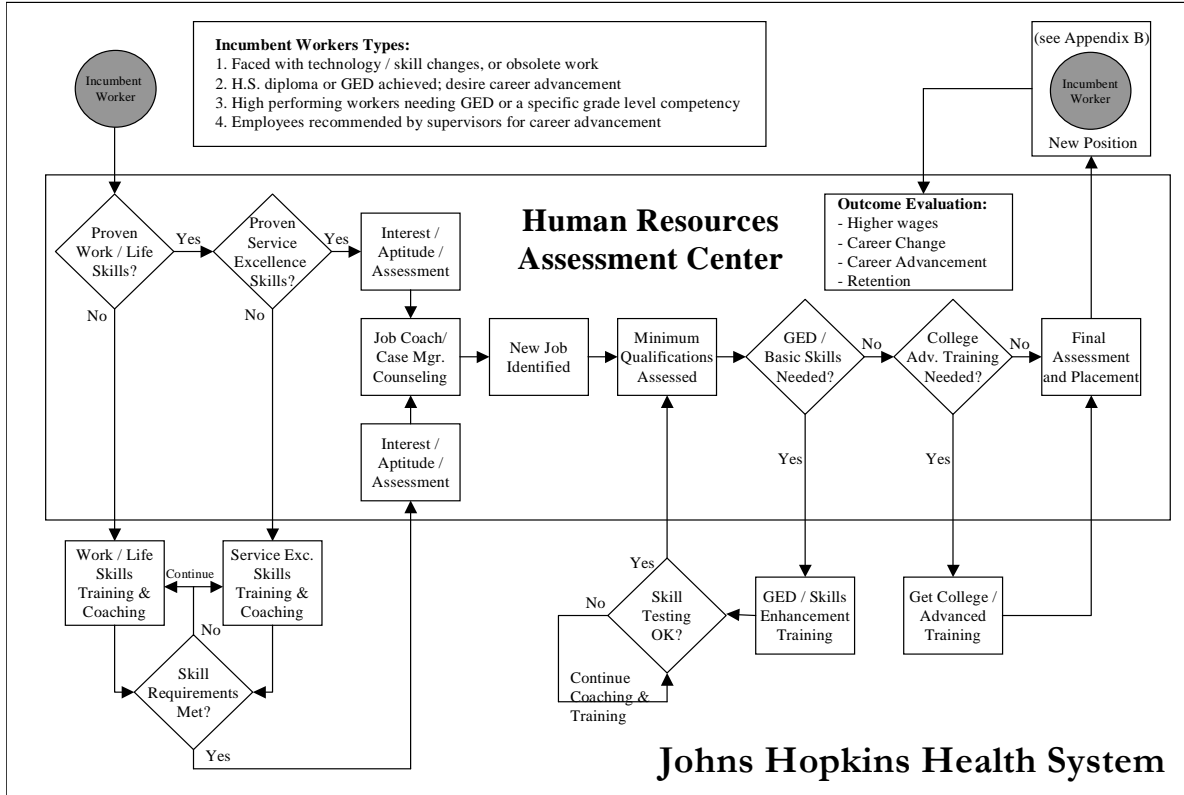 Incumbent
Worker
Incumbent Workers Types:
1. Faced with technology / skill changes, or obsolete work
2. H.S. diploma or GED achieved; desire career advancement
3. High performing workers needing GED or a specific grade level competency
4. Employees recommended by supervisors for career advancement
(see Appendix B)
Incumbent
Worker
New Position
Human Resources
Assessment Center
Outcome Evaluation:
- Higher wages
- Career Change
- Career Advancement
- Retention
Proven
Work / Life
Skills?
Yes
No
Proven
Service
Excellence
Skills?
Yes
No
Interest /
Aptitude /
Assessment
Job Coach/
Case Mgr.
Counseling
New Job
Identified
Minimum
Qualifications
Assessed
GED /
Basic Skills
Needed?
No
Yes
College
Adv. Training
Needed?
No
Yes
Final
Assessment
and Placement
Interest /
Aptitude /
Assessment
Work / Life
Skills
Training &
Coaching
Continue
Service Exc.
Skills
Training &
Coaching
No
Skill
Requirements
Met?
Yes
Yes
No
Skill
Testing
OK?
Continue
Coaching &
Training
GED / Skills
Enhancement
Training
Get College /
Advanced
Training
Johns Hopkins Health System